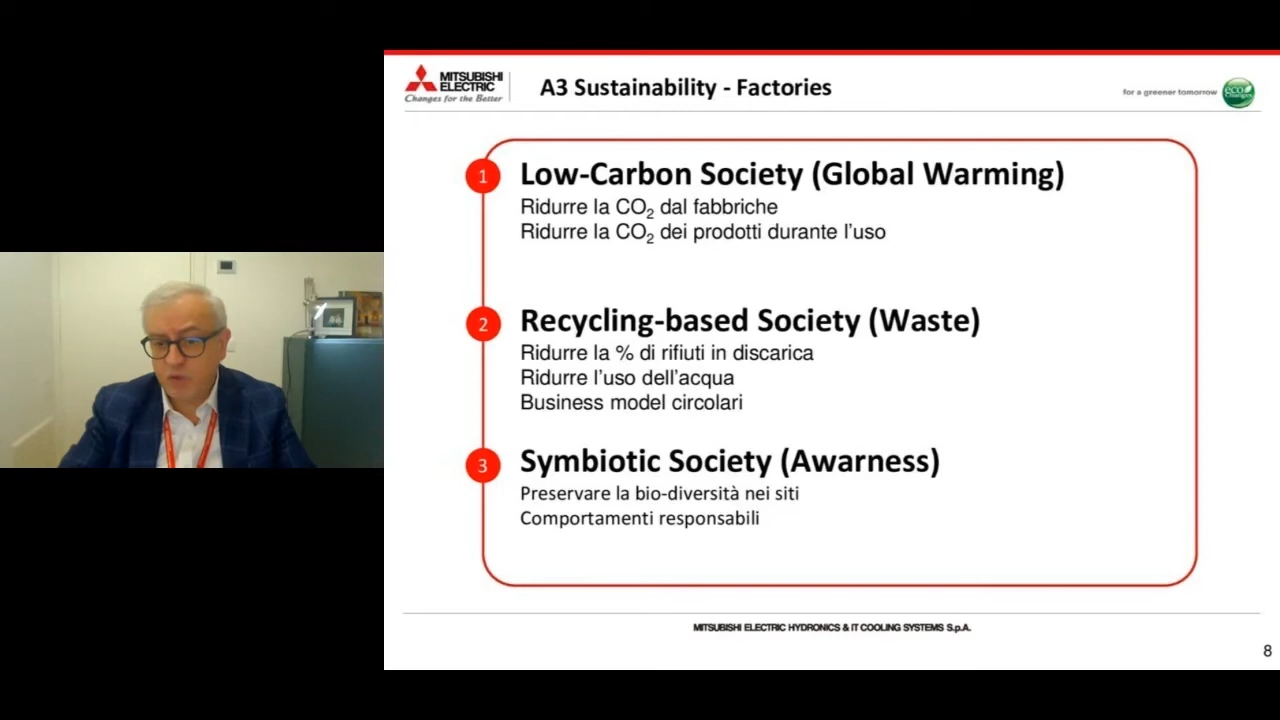 MITSUBISHI
ELECTRIC
Changes for the Better
A3 Sustainability - Factories
for a greener tomorrow
eco
Changes
1
Low-Carbon Society (Global Warming)
Ridurre la CO₂ dal fabbriche
Ridurre la CO₂ dei prodotti durante l'uso
2
Recycling-based Society (Waste)
Ridurre la % di rifiuti in discarica
Ridurre l'uso dell'acqua
Business model circolari
3
Symbiotic Society (Awarness)
Preservare la bio-diversità nei siti
Comportamenti responsabili
MITSUBISHI ELECTRIC HYDRONICS & IT COOLING SYSTEMS S.p.A.
8